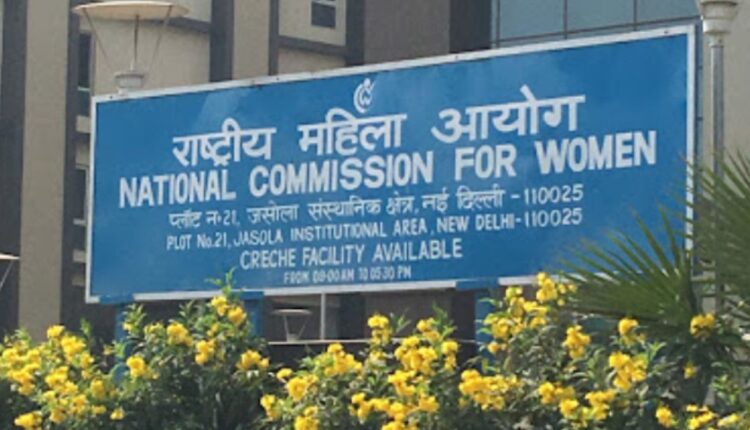 राष्ट्रीय महिला आयोग
NATIONAL COMMISSION FOR WOMEN
प्लॉट नं 21, जसोला संस्थानिक क्षेत्र, नई दिल्ली - 110025
PLOT No.21, JASOLA INSTITUTIONAL AREA, NEW DELHI-110025
CRECHE FACILITY AVAILABLE
FROM 09:00AM TO 05:30 PM